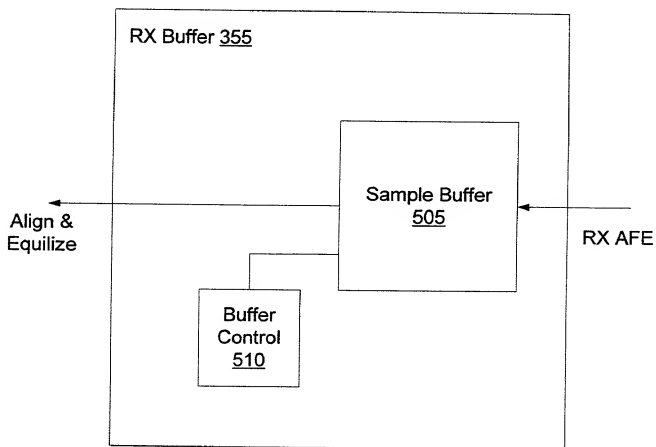 RX Buffer 355
Sample Buffer
505
Align &
Equilize
RX AFE
Buffer
Control
510